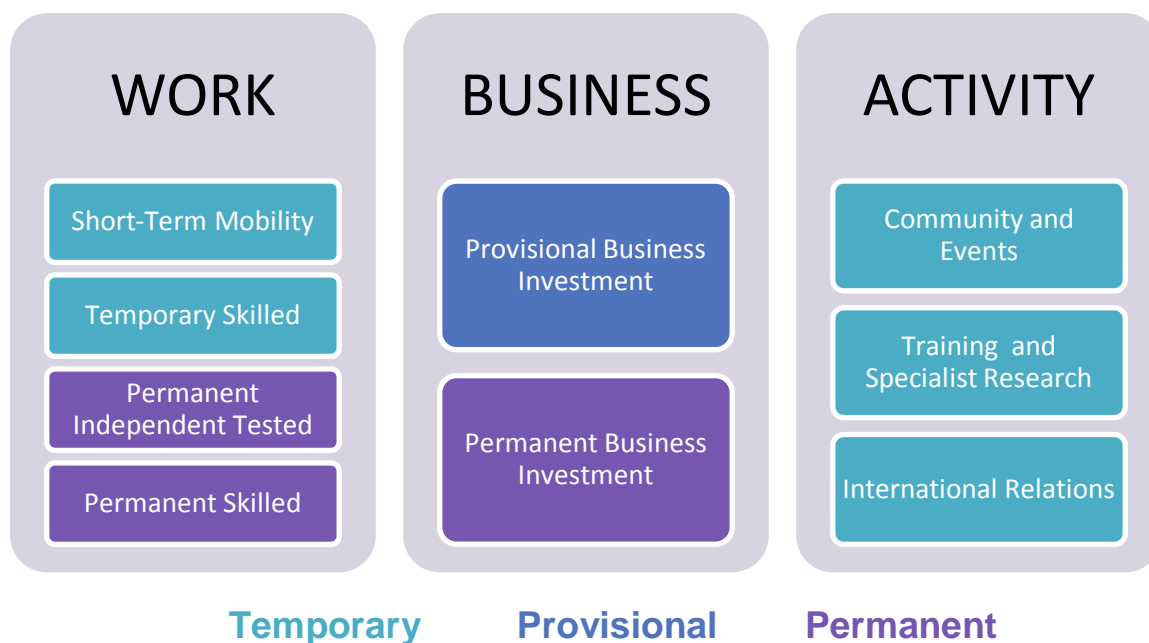 WORK
Short-Term Mobility
Temporary Skilled
Permanent
Independent Tested
Permanent Skilled
BUSINESS
Provisional Business
Investment
Permanent Business
Investment
ACTIVITY
Community and
Events
Training and
Specialist Research
International Relations
Temporary Provisional Permanent